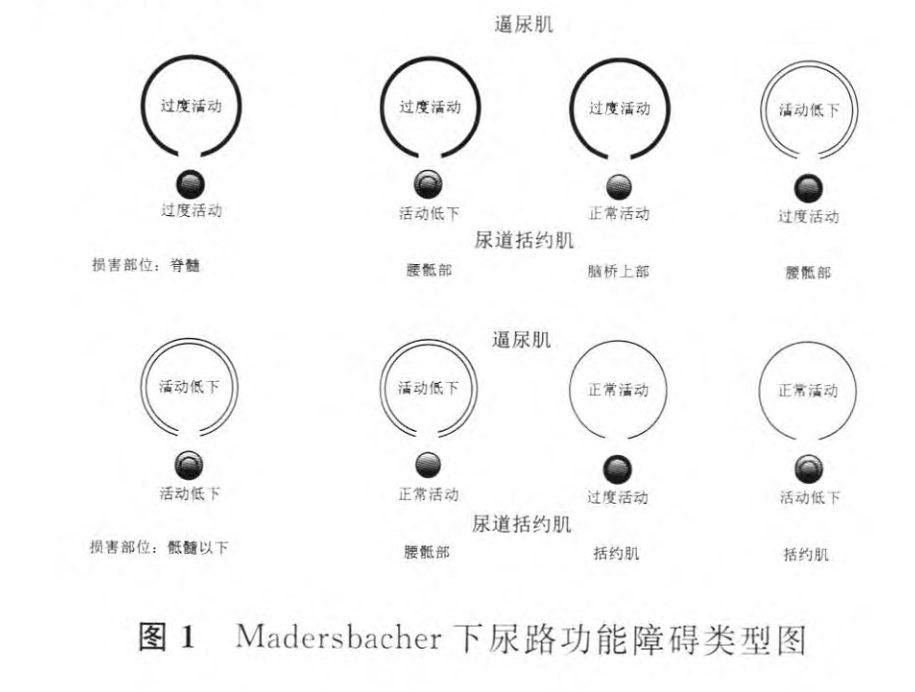 逼尿肌
过度活动 过度活动 过度活动 活动低下
过度活动 活动低下 正常活动 过度活动
尿道括约肌
损害部位：脊髓 腰骶部 脑桥上部 腰骶部
逼尿肌
活动低下 活动低下 正常活动 正常活动
活动低下 正常活动 过度活动 活动低下
尿道括约肌
损害部位：骶髓以下 腰骶部 括约肌 括约肌
图 1 Madersbacher 下尿路功能障碍类型图